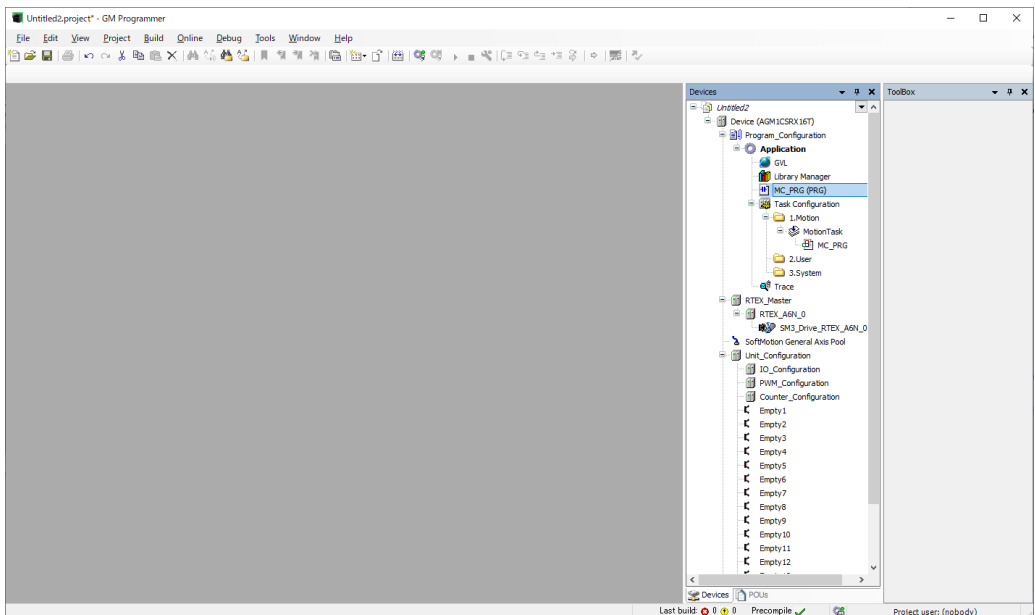 Untitled2.project* - GM Programmer
File Edit View Project Build Online Debug Tools Window Help
Devices
ToolBox
Untitled2
Device (AGM1CSRX16T)
Program_Configuration
Application
GVL
Library Manager
MC_PRG (PRG)
Task Configuration
1.Motion
MotionTask
MC_PRG
2.User
3.System
Trace
RTEX_Master
RTEX_A6N_0
SM3_Drive_RTEX_A6N_0
SoftMotion General Axis Pool
Unit_Configuration
IO_Configuration
PWM_Configuration
Counter_Configuration
Empty1
Empty2
Empty3
Empty4
Empty5
Empty6
Empty7
Empty8
Empty9
Empty10
Empty11
Empty12
Devices POUs
Last build: 0 0 Precompile Project user: (nobody)